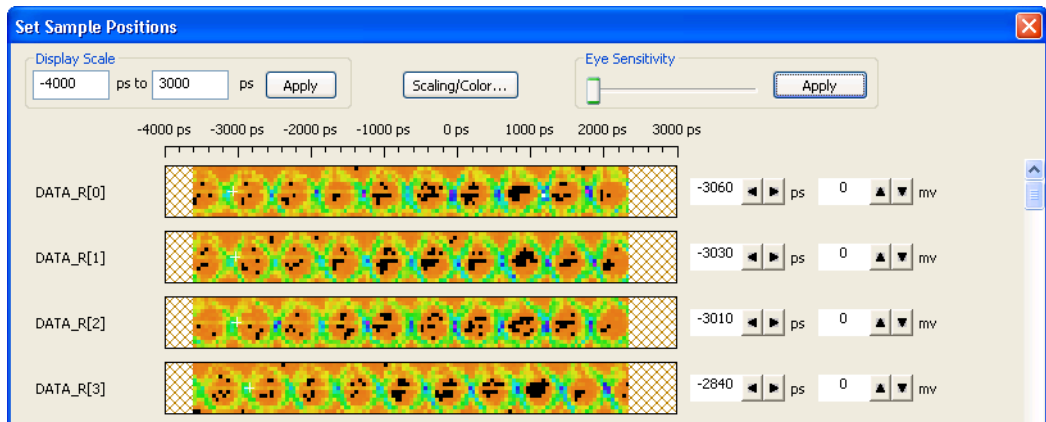 Set Sample Positions
Display Scale
Eye Sensitivity
-4000 ps to 3000 ps Apply Scaling/Color... Apply
-4000 ps -3000 ps -2000 ps -1000 ps 0 ps 1000 ps 2000 ps 3000 ps
DATA_R[0] -3060 ps 0 mv
DATA_R[1] -3030 ps 0 mv
DATA_R[2] -3010 ps 0 mv
DATA_R[3] -2840 ps 0 mv